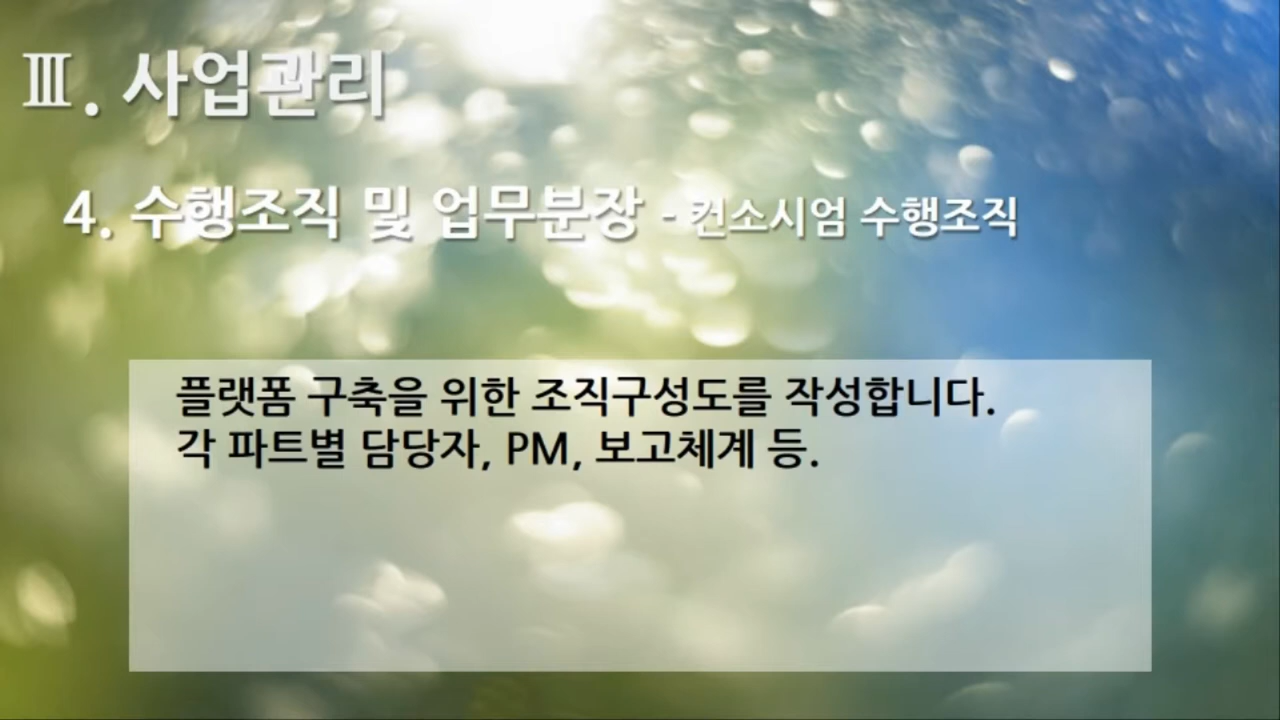 Ⅲ. 사업관리
4. 수행조직 및 업무분장 - 컨소시엄 수행조직
플랫폼 구축을 위한 조직구성도를 작성합니다.
각 파트별 담당자, PM, 보고체계 등.